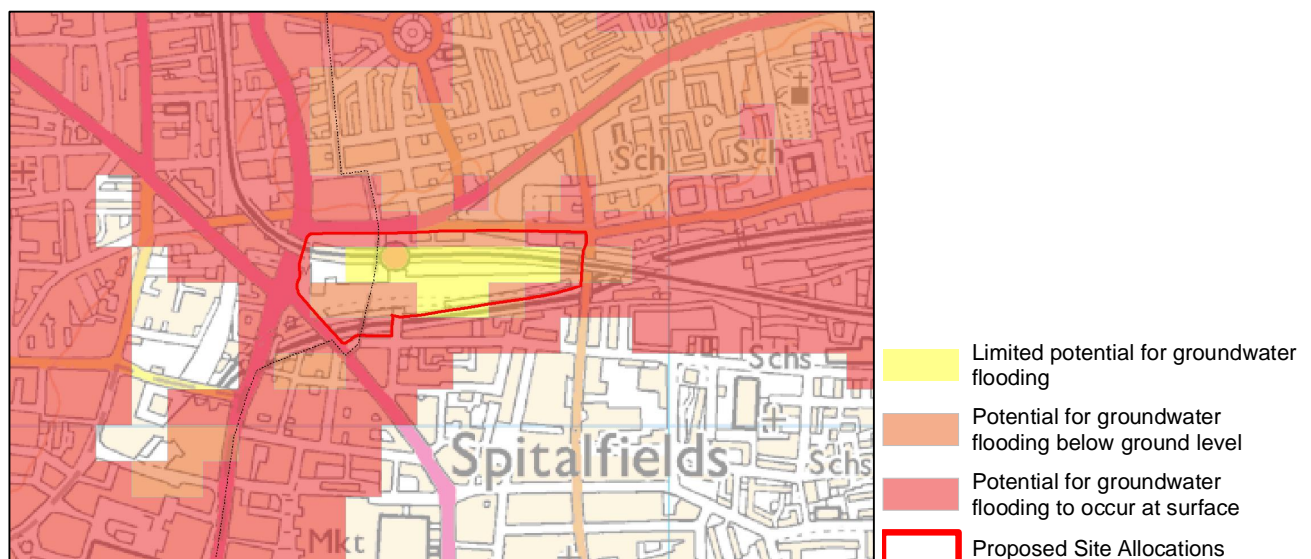 Sch
Sch
Schs
Spitalfields
Schs
Mkt
Limited potential for groundwater
flooding
Potential for groundwater
flooding below ground level
Potential for groundwater
flooding to occur at surface
Proposed Site Allocations